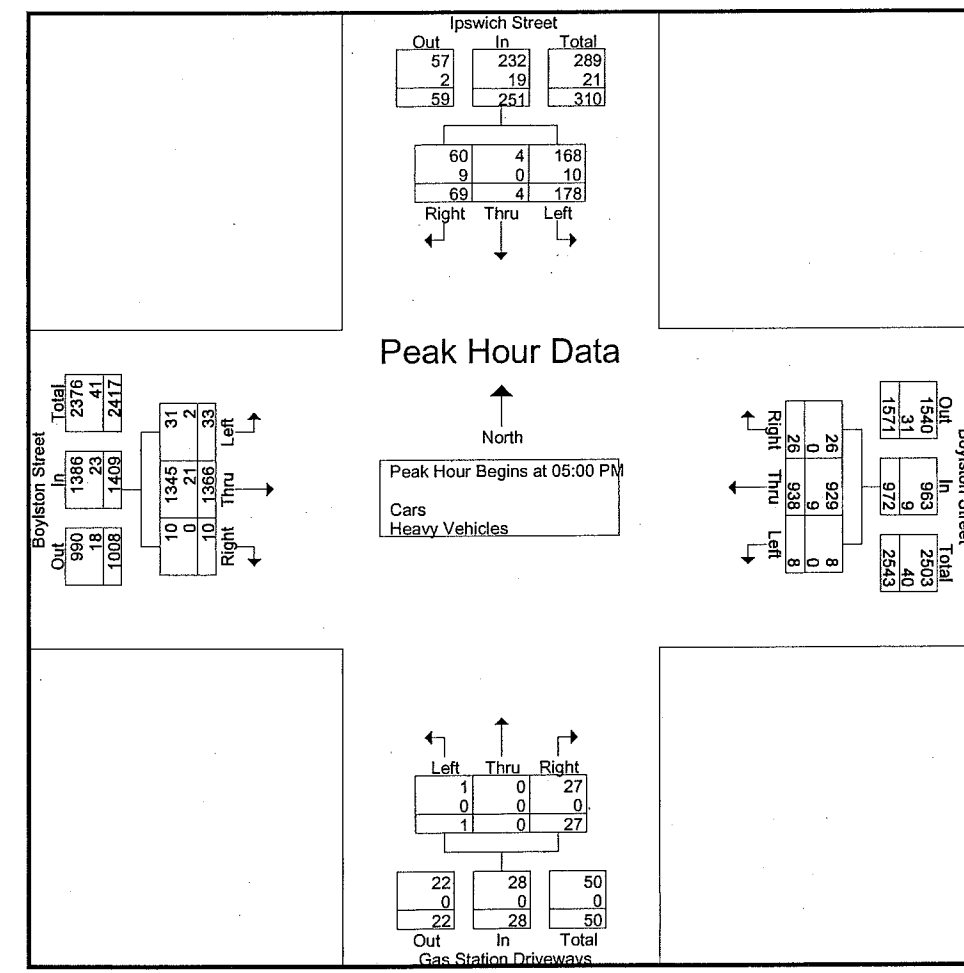 Ipswich Street
Out In Total
57 232 289
2 19 21
59 251 310
60 4 168
9 0 10
69 4 178
Right Thru Left
Peak Hour Data
North
Peak Hour Begins at 05:00 PM
Cars
Heavy Vehicles
Boylston Street
Out In Total
990 1386 2376
18 23 41
1008 1409 2417
10 1345 31
0 21 2
10 1366 33
Right Thru Left
Boylston Street
Out In Total
1540 963 2503
31 9 40
1571 972 2543
26 929 8
0 9 0
26 938 8
Right Thru Left
Left Thru Right
1 0 27
0 0 0
1 0 27
22 28 50
0 0 0
22 28 50
Out In Total
Gas Station Driveways